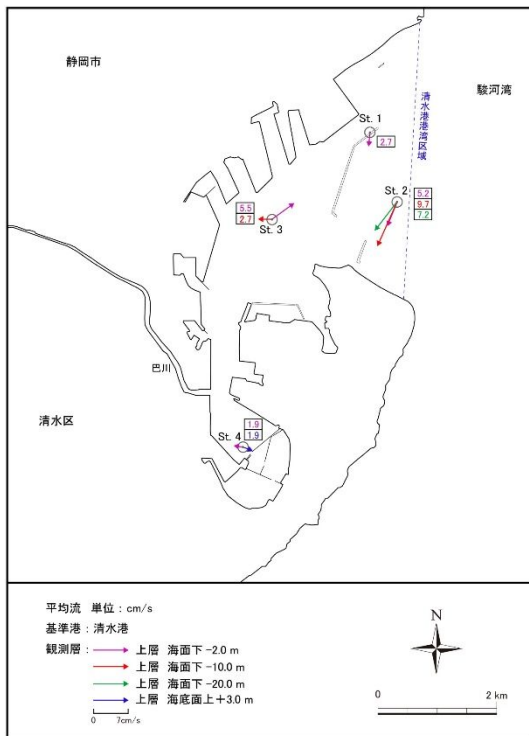 静岡市
駿河湾
清水港港湾区域
St. 1
2.7
St. 2
5.2
9.7
7.2
5.5
2.7
St. 3
巴川
清水区
1.9
1.9
St. 4
平均流 単位：cm/s
基準港：清水港
観測層：
上層 海面下 -2.0 m
上層 海面下 -10.0 m
上層 海面下 -20.0 m
上層 海底面上＋3.0 m
0 7cm/s
N
0 2 km